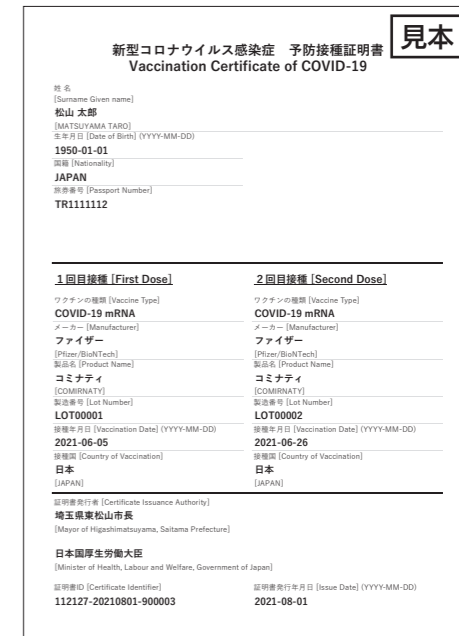 見本
新型コロナウイルス感染症 予防接種証明書
Vaccination Certificate of COVID-19
姓 名
[Surname Given name]
松山 太郎
[MATSUYAMA TARO]
生年月日 [Date of Birth] (YYYY-MM-DD)
1950-01-01
国籍 [Nationality]
JAPAN
旅券番号 [Passport Number]
TR1111112
1回目接種 [First Dose]
ワクチンの種類 [Vaccine Type]
COVID-19 mRNA
メーカー [Manufacturer]
ファイザー
[Pfizer/BioNTech]
製品名 [Product Name]
コミナティ
[COMIRNATY]
製造番号 [Lot Number]
LOT00001
接種年月日 [Vaccination Date] (YYYY-MM-DD)
2021-06-05
接種国 [Country of Vaccination]
日本
[JAPAN]
2回目接種 [Second Dose]
ワクチンの種類 [Vaccine Type]
COVID-19 mRNA
メーカー [Manufacturer]
ファイザー
[Pfizer/BioNTech]
製品名 [Product Name]
コミナティ
[COMIRNATY]
製造番号 [Lot Number]
LOT00002
接種年月日 [Vaccination Date] (YYYY-MM-DD)
2021-06-26
接種国 [Country of Vaccination]
日本
[JAPAN]
証明書発行者 [Certificate Issuance Authority]
埼玉県東松山市長
[Mayor of Higashimatsuyama, Saitama Prefecture]
日本国厚生労働大臣
[Minister of Health, Labour and Welfare, Government of Japan]
証明書ID [Certificate Identifier]
112127-20210801-900003
証明書発行年月日 [Issue Date] (YYYY-MM-DD)
2021-08-01